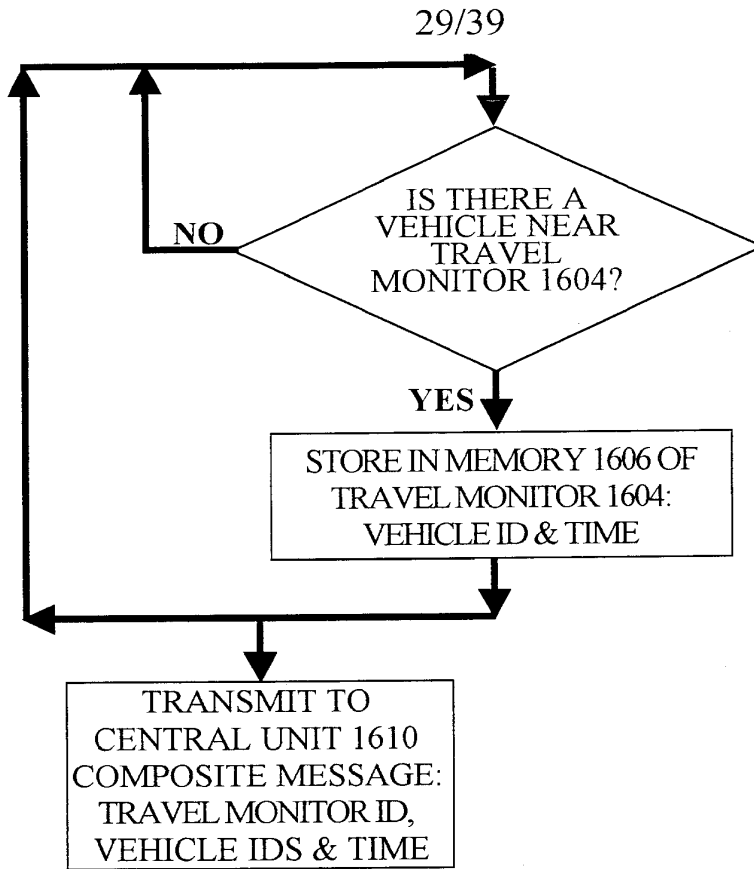 29/39
IS THERE A
VEHICLE NEAR
TRAVEL
MONITOR 1604?
NO
YES
STORE IN MEMORY 1606 OF
TRAVEL MONITOR 1604:
VEHICLE ID & TIME
TRANSMIT TO
CENTRAL UNIT 1610
COMPOSITE MESSAGE:
TRAVEL MONITOR ID,
VEHICLE IDS & TIME